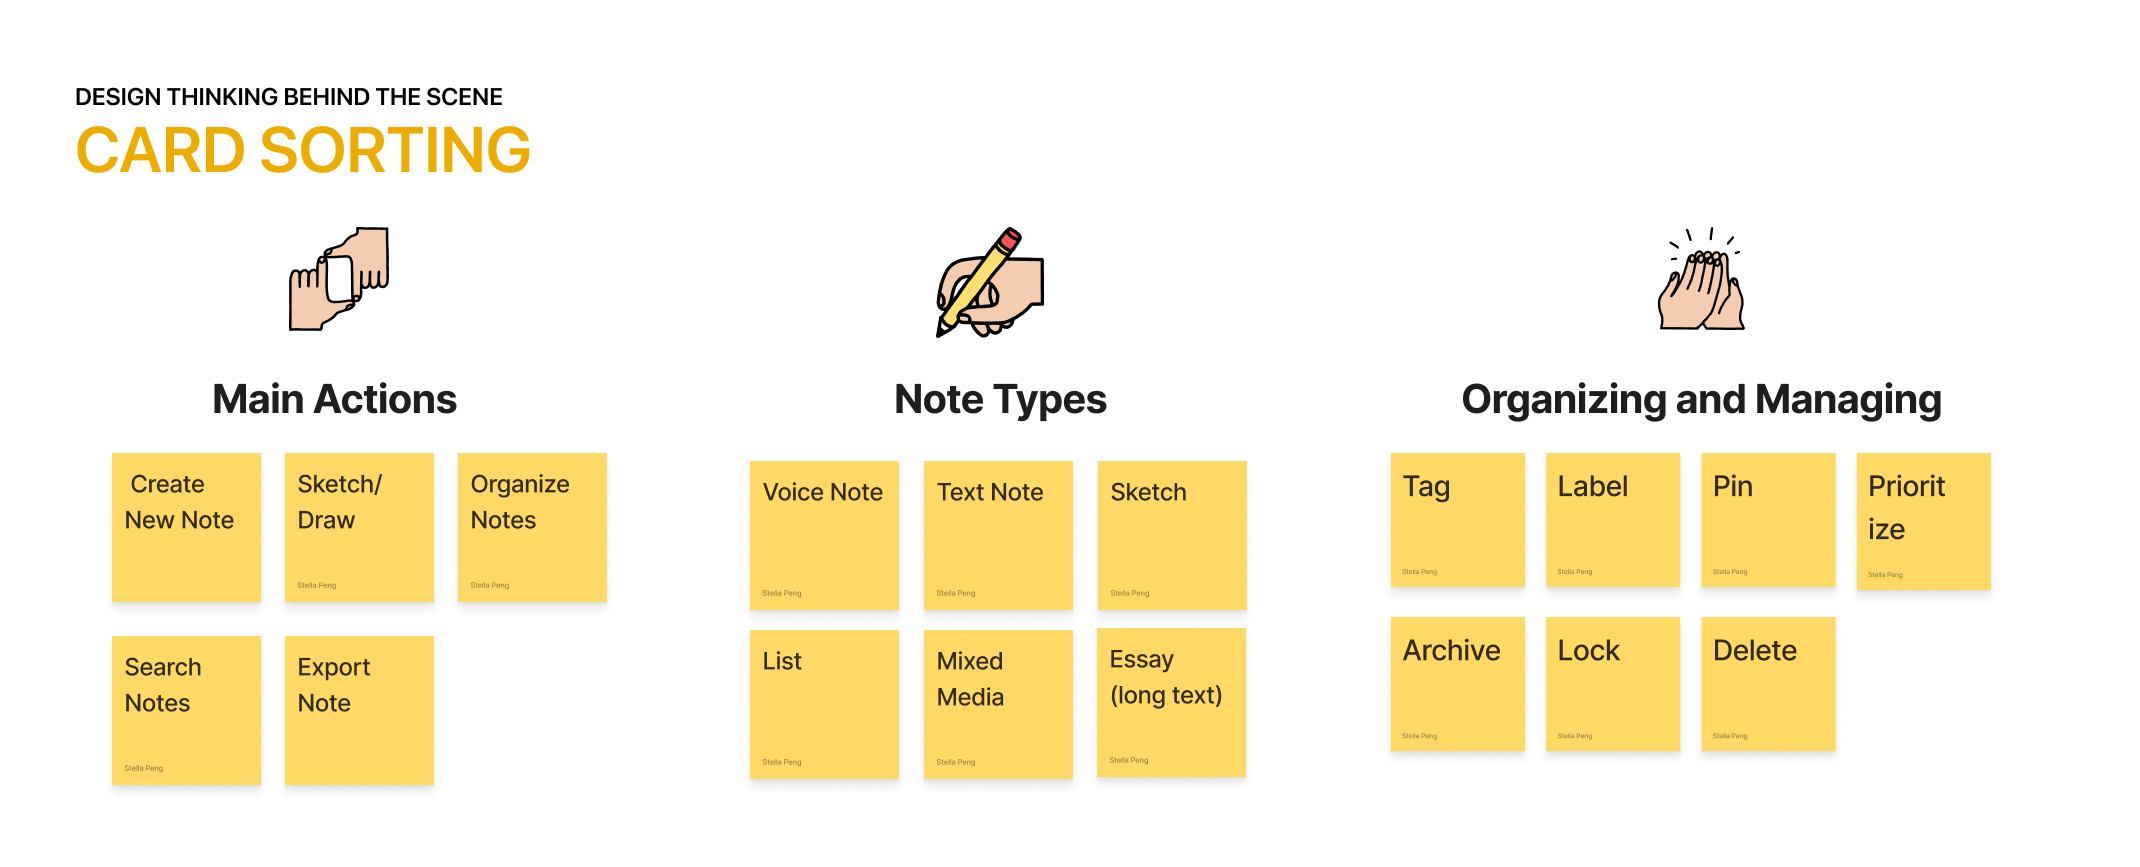 DESIGN THINKING BEHIND THE SCENE
CARD SORTING
Main Actions
Create
New Note
Sketch/
Draw
Stella Peng
Organize
Notes
Stella Peng
Search
Notes
Stella Peng
Export
Note
Note Types
Voice Note
Stella Peng
Text Note
Stella Peng
Sketch
Stella Peng
List
Stella Peng
Mixed
Media
Stella Peng
Essay
(long text)
Stella Peng
Organizing and Managing
Tag
Stella Peng
Label
Stella Peng
Pin
Stella Peng
Priorit
ize
Stella Peng
Archive
Stella Peng
Lock
Stella Peng
Delete
Stella Peng